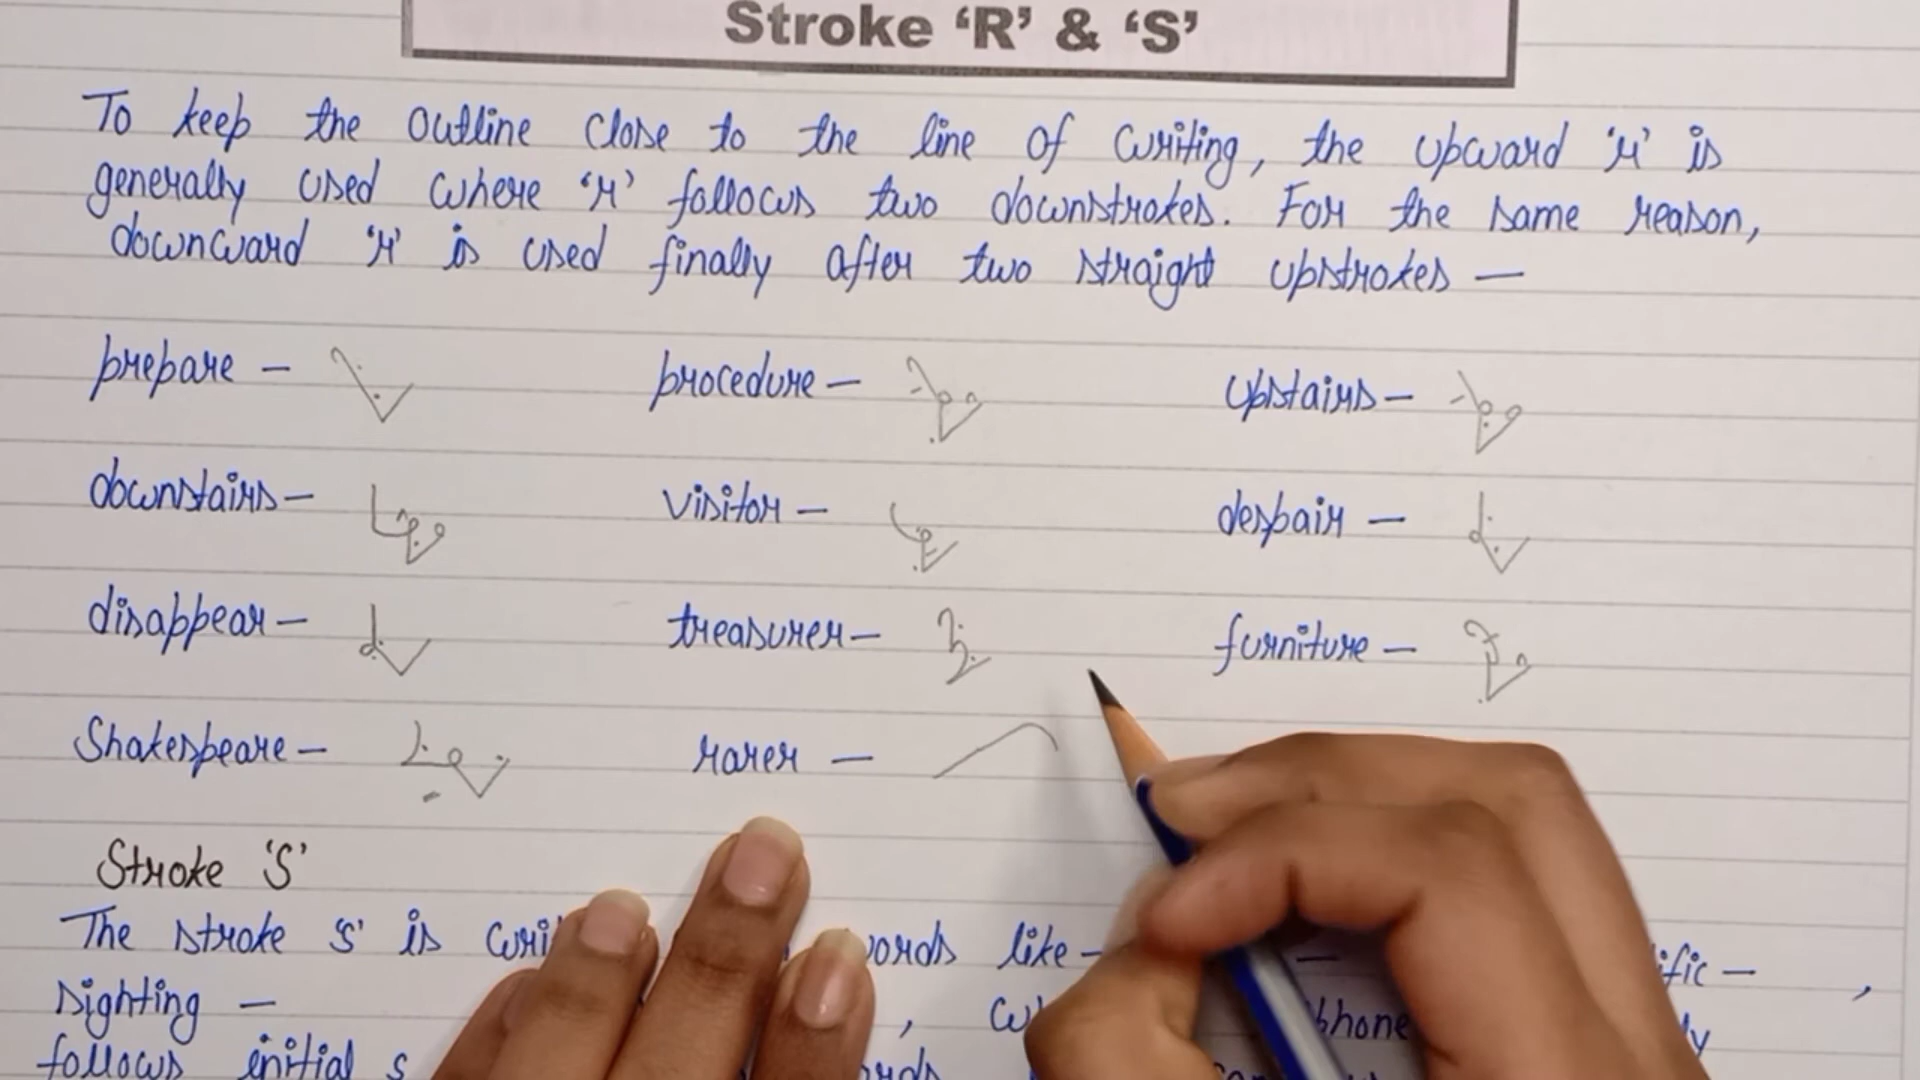 Stroke ‘R’ & ‘S’
To keep the outline close to the line of writing, the upward ‘r’ is
generally used where ‘r’ follows two downstrokes. For the same reason,
downward ‘r’ is used finally after two straight upstrokes —
prepare — procedure — upstairs —
downstairs — visitor — despair —
disappear — treasurer — furniture —
Shakespeare — rarer —
Stroke ‘S’
The stroke ‘s’ is words like — —
sighting — ,
follows initial s